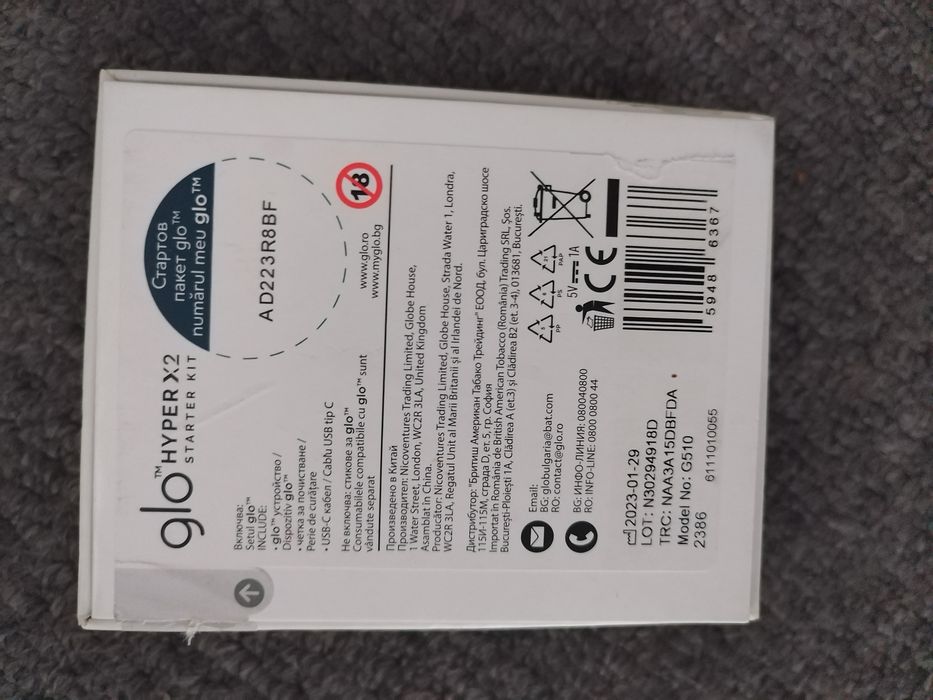 glo™ HYPER X2
STARTER KIT
Стартов
пакет glo™
numărul meu glo™
AD223R8BF
Включва:
Setul glo™
INCLUDE:
• glo™ устройство /
Dispozitiv glo™
• четка за почистване /
Perie de curățare
• USB-C кабел / Cablu USB tip C
Не включва: стикове за glo™
Consumabilele compatibile cu glo™ sunt
vândute separat
18
www.glo.ro
www.myglo.bg
Произведено в Китай
Производител: Nicoventures Trading Limited, Globe House,
1 Water Street, London, WC2R 3LA, United Kingdom
Asamblat în China.
Producător: Nicoventures Trading Limited, Globe House, Strada Water 1, Londra,
WC2R 3LA, Regatul Unit al Marii Britanii și al Irlandei de Nord.
Дистрибутор: "Бритиш Американ Табако Трейдинг" ЕООД, бул. Цариградско шосе
115И-115М, сграда D, ет. 5, гр. София
Importat în România de British American Tobacco (România) Trading SRL, Șos.
București-Ploiești 1A, Clădirea A (et.3) și Clădirea B2 (et. 3-4), 013681, București.
Email:
BG: globulgaria@bat.com
RO: contact@glo.ro
BG: ИНФО-ЛИНИЯ: 080040800
RO: INFO-LINE: 0800 0800 44
PP
PS
21
PAP
5V 1A
CE
2023-01-29
LOT: N30294918D
TRC: NAA3A15DBFDA
Model No: G510
2386
6111010055
5948 6367